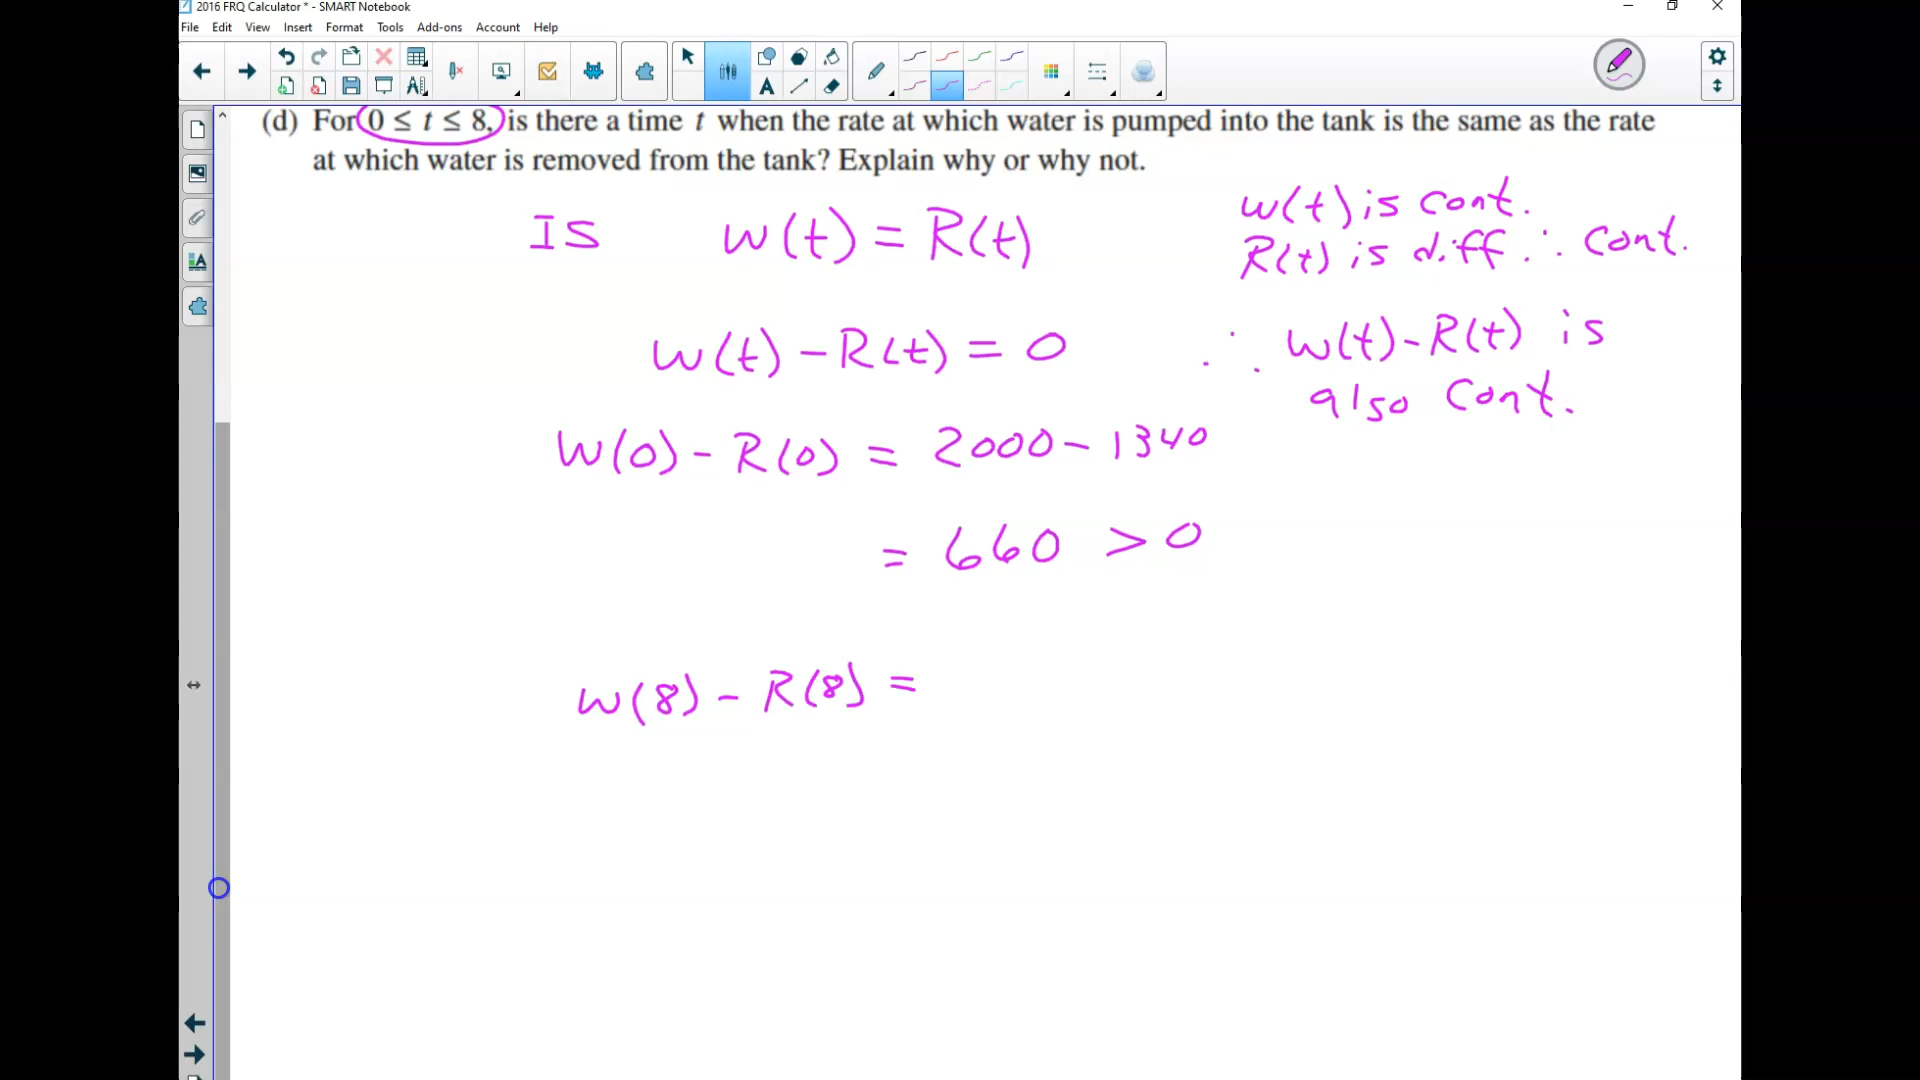 2016 FRQ Calculator * - SMART Notebook
File Edit View Insert Format Tools Add-ons Account Help
(d) For 0 ≤ t ≤ 8, is there a time t when the rate at which water is pumped into the tank is the same as the rate
at which water is removed from the tank? Explain why or why not.
IS w(t) = R(t)
w(t) is cont.
R(t) is diff ∴ cont.
w(t) - R(t) = 0
∴ w(t) - R(t) is
also cont.
W(0) - R(0) = 2000 - 1340
= 660 > 0
w(8) - R(8) =